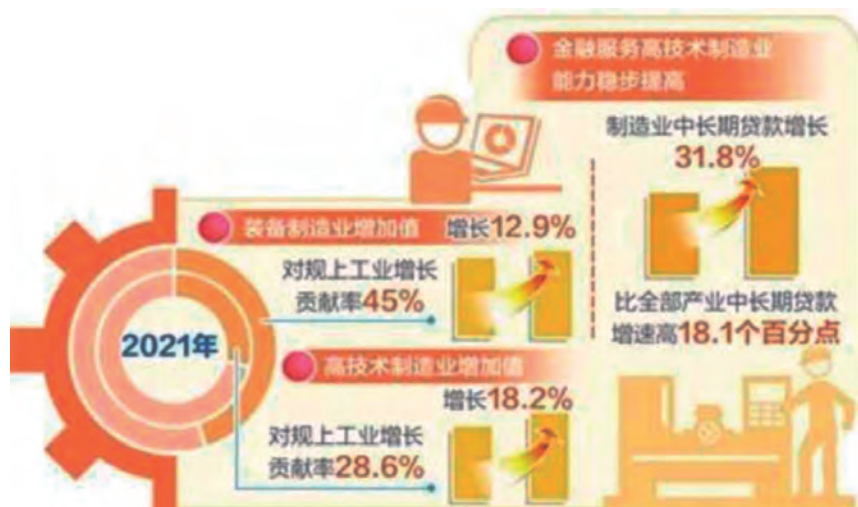 金融服务高技术制造业
能力稳步提高
制造业中长期贷款增长
31.8%
比全部产业中长期贷款
增速高18.1个百分点
装备制造业增加值 增长12.9%
对规上工业增长
贡献率45%
2021年
高技术制造业增加值
增长18.2%
对规上工业增长
贡献率28.6%